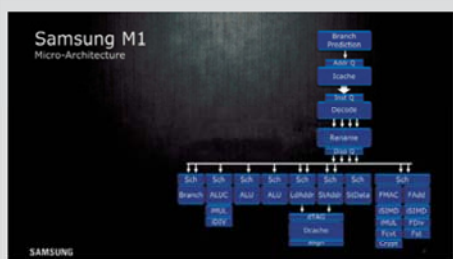 Samsung M1
Micro-Architecture
Branch
Prediction
Addr Q
Icache
Inst Q
Decode
Rename
Disp Q
Sch Sch Sch Sch Sch Sch Sch Sch
Branch ALUC ALU ALU LdAddr StAddr StData FMAC FAdd
IMUL iSIMD iSIMD
IDIV dTAG iMUL FDiv
Dcache Fcvt Fst
Crypt
SAMSUNG